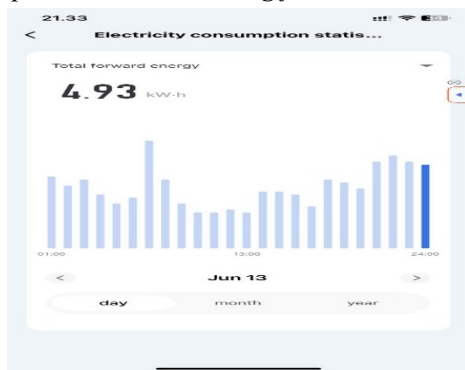 21.33
< Electricity consumption statis...
Total forward energy
4.93 kW·h
01:00 13:00 24:00
< Jun 13 >
day month year